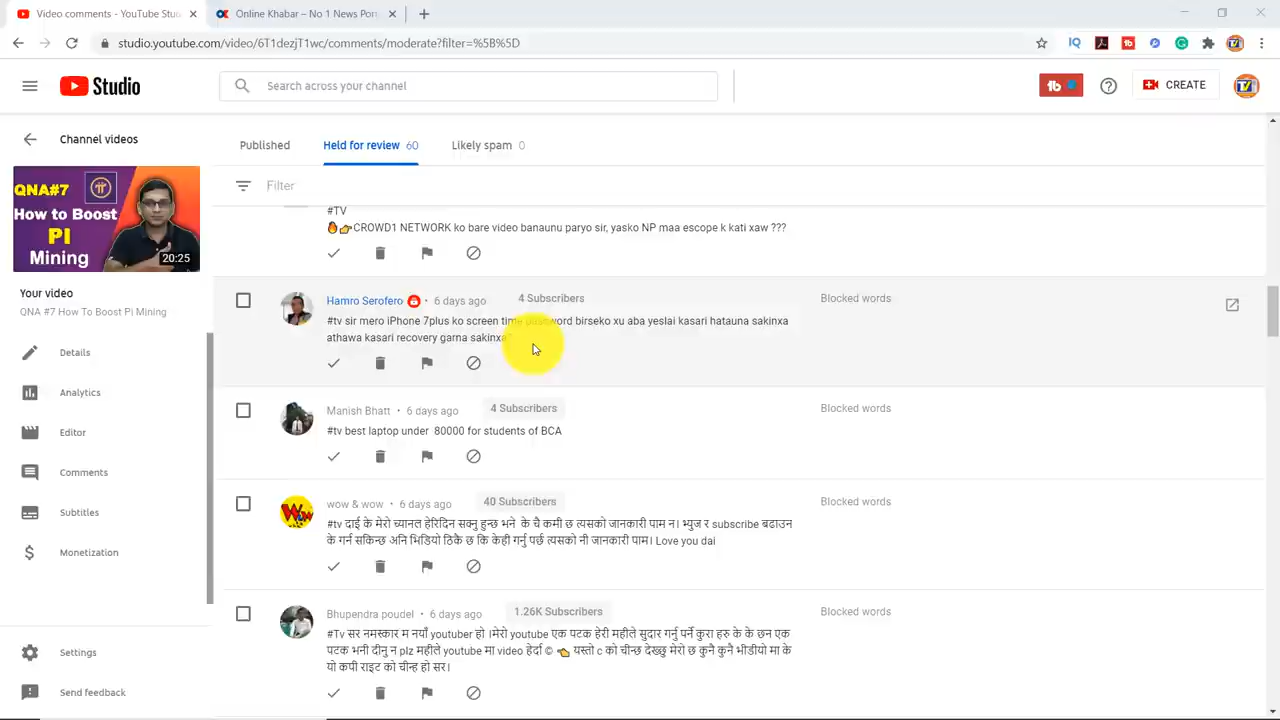 Video comments - YouTube Stu
Online Khabar – No 1 News Por
studio.youtube.com/video/6T1dezjT1wc/comments/moderate?filter=%5B%5D
Studio
Search across your channel
CREATE
Channel videos
QNA#7
How to Boost
PI
Mining
20:25
Your video
QNA #7 How To Boost Pi Mining
Details
Analytics
Editor
Comments
Subtitles
Monetization
Settings
Send feedback
Published
Held for review 60
Likely spam 0
Filter
#TV
🔥👉CROWD1 NETWORK ko bare video banaunu paryo sir, yasko NP maa escope k kati xaw ???
Hamro Serofero • 6 days ago 4 Subscribers Blocked words
#tv sir mero iPhone 7plus ko screen time password birseko xu aba yeslai kasari hatauna sakinxa
athawa kasari recovery garna sakinxa
Manish Bhatt • 6 days ago 4 Subscribers Blocked words
#tv best laptop under 80000 for students of BCA
wow & wow • 6 days ago 40 Subscribers Blocked words
#tv दाई के मेरो च्यानल हेरिदिन सक्नु हुन्छ भने के चै कमी छ त्यसको जानकारी पाम न। भ्युज र subscribe बढाउन
के गर्न सकिन्छ अनि भिडियो ठिकै छ कि केही गर्नु पर्छ त्यसको नी जानकारी पाम। Love you dai
Bhupendra poudel • 6 days ago 1.26K Subscribers Blocked words
#Tv सर नमस्कार म नयाँ youtuber हो ।मेरो youtube एक पटक हेरी महीले सुदार गर्नु पर्ने कुरा हरु के के छन एक
पटक भनी दीनु न plz महीले youtube मा video हेर्दा © 👈 यस्तो c को चीन्ह देख्छु मेरो छ कुनै कुनै भीडीयो मा के
यो कपी राइट को चीन्ह हो सर।